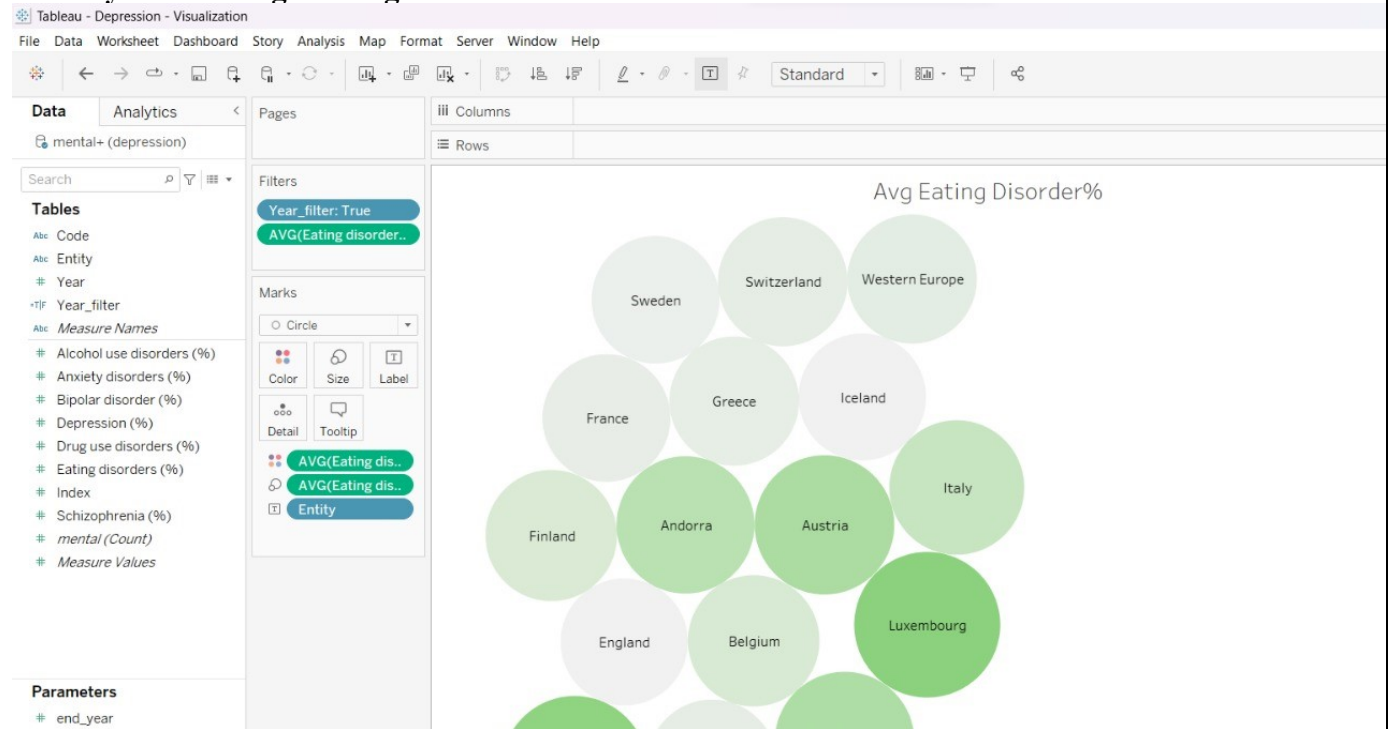 Tableau - Depression - Visualization
File Data Worksheet Dashboard Story Analysis Map Format Server Window Help
Standard
Data Analytics
mental+ (depression)
Search
Tables
Abc Code
Abc Entity
# Year
T|F Year_filter
Abc Measure Names
# Alcohol use disorders (%)
# Anxiety disorders (%)
# Bipolar disorder (%)
# Depression (%)
# Drug use disorders (%)
# Eating disorders (%)
# Index
# Schizophrenia (%)
# mental (Count)
# Measure Values
Parameters
# end_year
Pages
Filters
Year_filter: True
AVG(Eating disorder..
Marks
Circle
Color Size Label
Detail Tooltip
AVG(Eating dis..
AVG(Eating dis..
Entity
Columns
Rows
Avg Eating Disorder%
Sweden
Switzerland
Western Europe
France
Greece
Iceland
Finland
Andorra
Austria
Italy
England
Belgium
Luxembourg